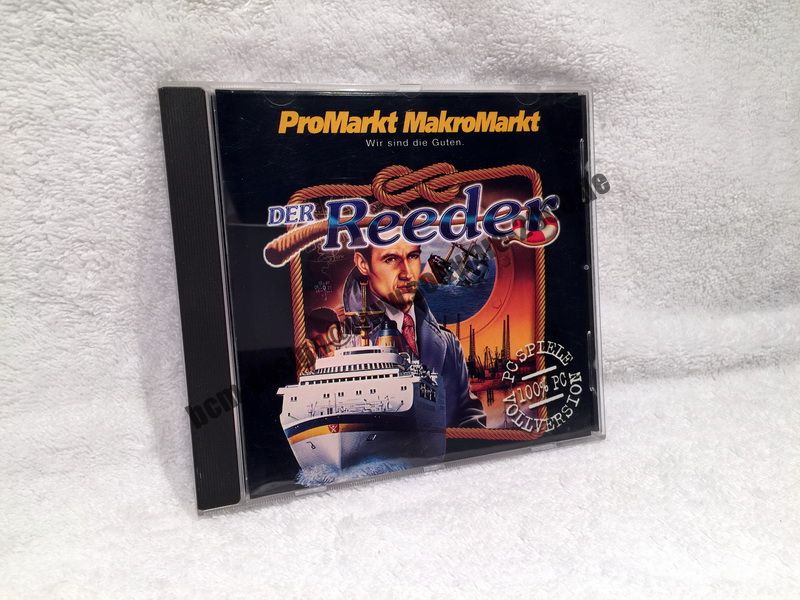 ProMarkt MakroMarkt
Wir sind die Guten.
DER Reeder
PC SPIELE
100% PC
VOLLVERSION